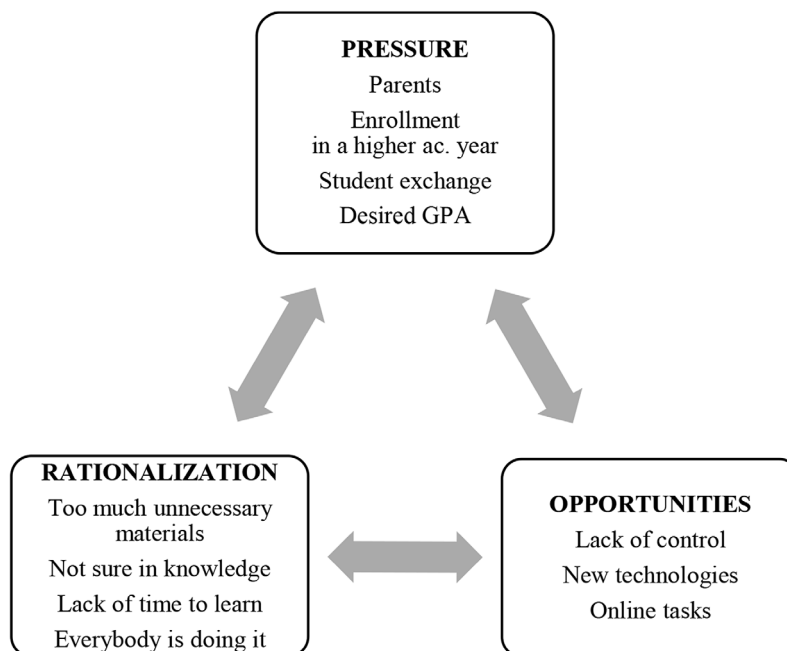 PRESSURE
Parents
Enrollment
in a higher ac. year
Student exchange
Desired GPA
RATIONALIZATION
Too much unnecessary
materials
Not sure in knowledge
Lack of time to learn
Everybody is doing it
OPPORTUNITIES
Lack of control
New technologies
Online tasks